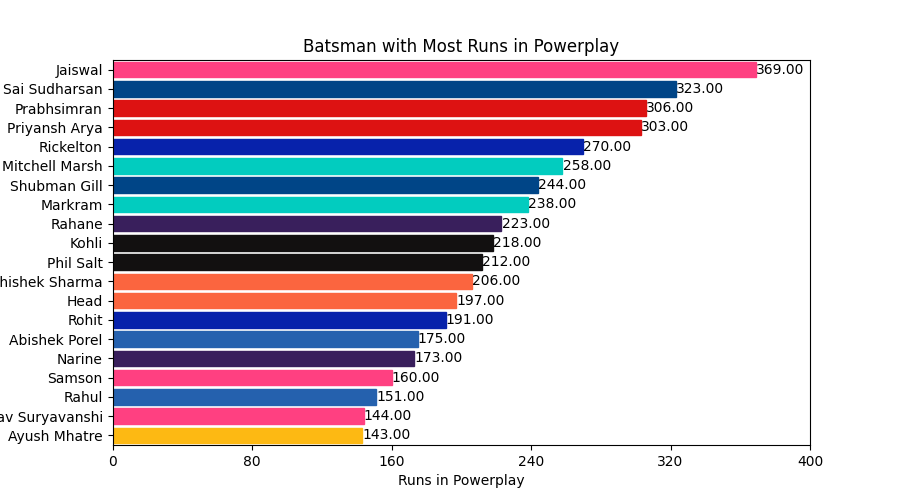 Batsman with Most Runs in Powerplay
Jaiswal 369.00
Sai Sudharsan 323.00
Prabhsimran 306.00
Priyansh Arya 303.00
Rickelton 270.00
Mitchell Marsh 258.00
Shubman Gill 244.00
Markram 238.00
Rahane 223.00
Kohli 218.00
Phil Salt 212.00
hishek Sharma 206.00
Head 197.00
Rohit 191.00
Abishek Porel 175.00
Narine 173.00
Samson 160.00
Rahul 151.00
av Suryavanshi 144.00
Ayush Mhatre 143.00
0 80 160 240 320 400
Runs in Powerplay